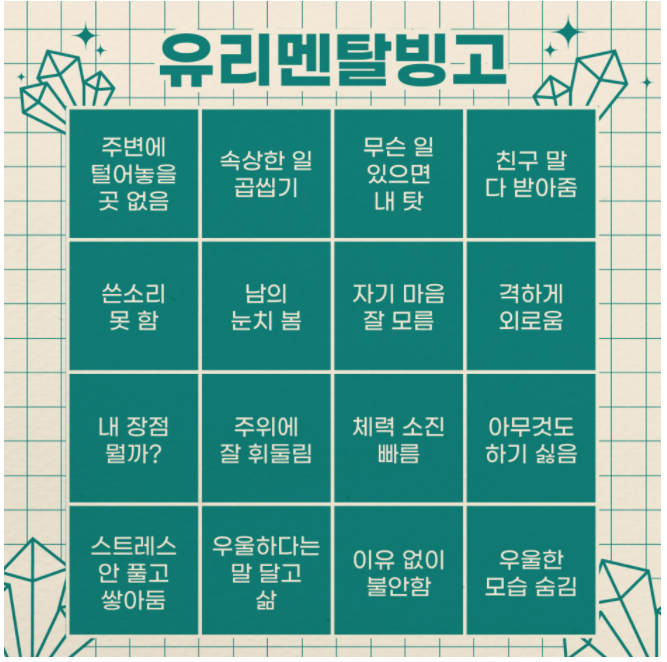 유리멘탈빙고
주변에
털어놓을
곳 없음
속상한 일
곱씹기
무슨 일
있으면
내 탓
친구 말
다 받아줌
쓴소리
못 함
남의
눈치 봄
자기 마음
잘 모름
격하게
외로움
내 장점
뭘까?
주위에
잘 휘둘림
체력 소진
빠름
아무것도
하기 싫음
스트레스
안 풀고
쌓아둠
우울하다는
말 달고
삶
이유 없이
불안함
우울한
모습 숨김